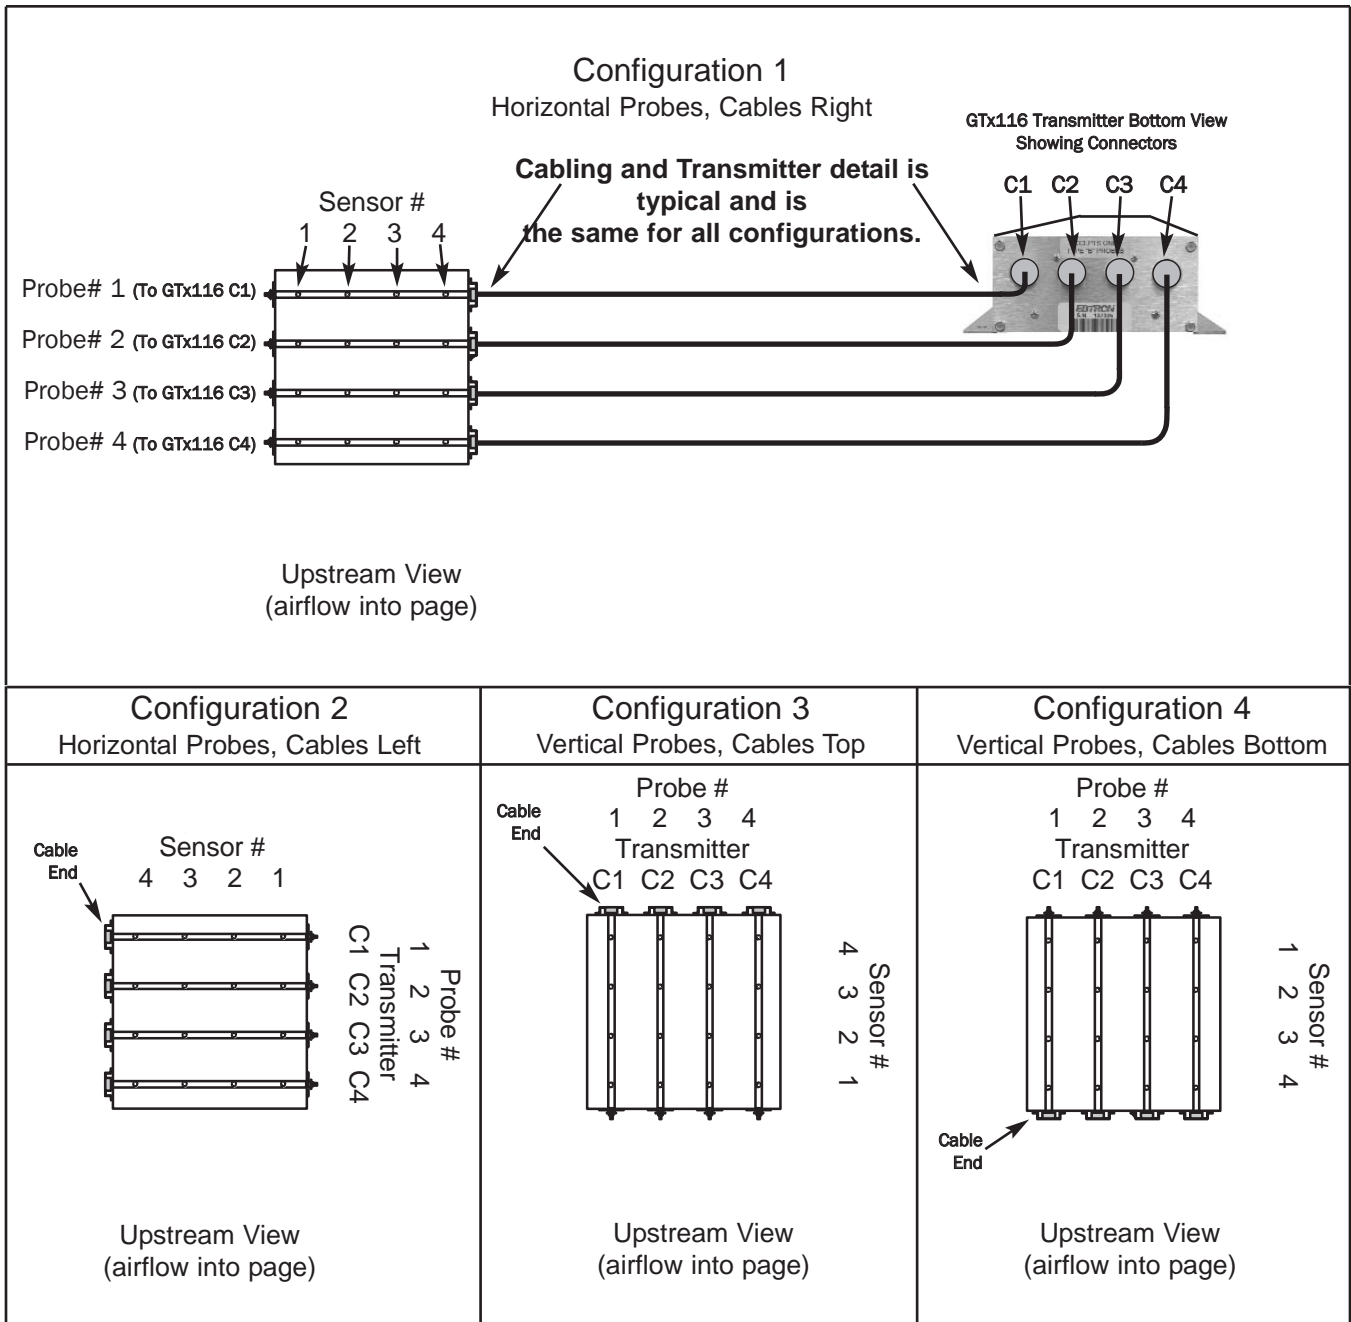 Configuration 1
Horizontal Probes, Cables Right
GTx116 Transmitter Bottom View
Showing Connectors
Cabling and Transmitter detail is
typical and is
the same for all configurations.
C1 C2 C3 C4
Sensor #
1 2 3 4
Probe# 1 (To GTx116 C1)
Probe# 2 (To GTx116 C2)
Probe# 3 (To GTx116 C3)
Probe# 4 (To GTx116 C4)
Upstream View
(airflow into page)
Configuration 2
Horizontal Probes, Cables Left
Cable
End
Sensor #
4 3 2 1
C1 C2 C3 C4
Transmitter
1 2 3 4
Probe #
Upstream View
(airflow into page)
Configuration 3
Vertical Probes, Cables Top
Cable
End
Probe #
1 2 3 4
Transmitter
C1 C2 C3 C4
4 3 2 1
Sensor #
Upstream View
(airflow into page)
Configuration 4
Vertical Probes, Cables Bottom
Probe #
1 2 3 4
Transmitter
C1 C2 C3 C4
1 2 3 4
Sensor #
Cable
End
Upstream View
(airflow into page)